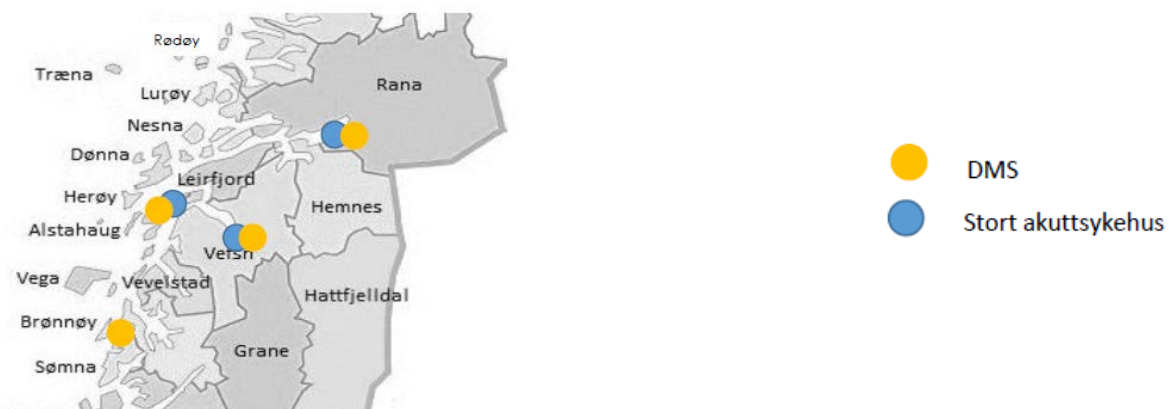 Rødøy
Træna
Rana
Lurøy
Nesna
Dønna
Leirfjord
Herøy
Hemnes
Alstahaug
Vefsn
Vega
Vevelstad
Hattfjelldal
Brønnøy
Grane
Sømna
DMS
Stort akuttsykehus